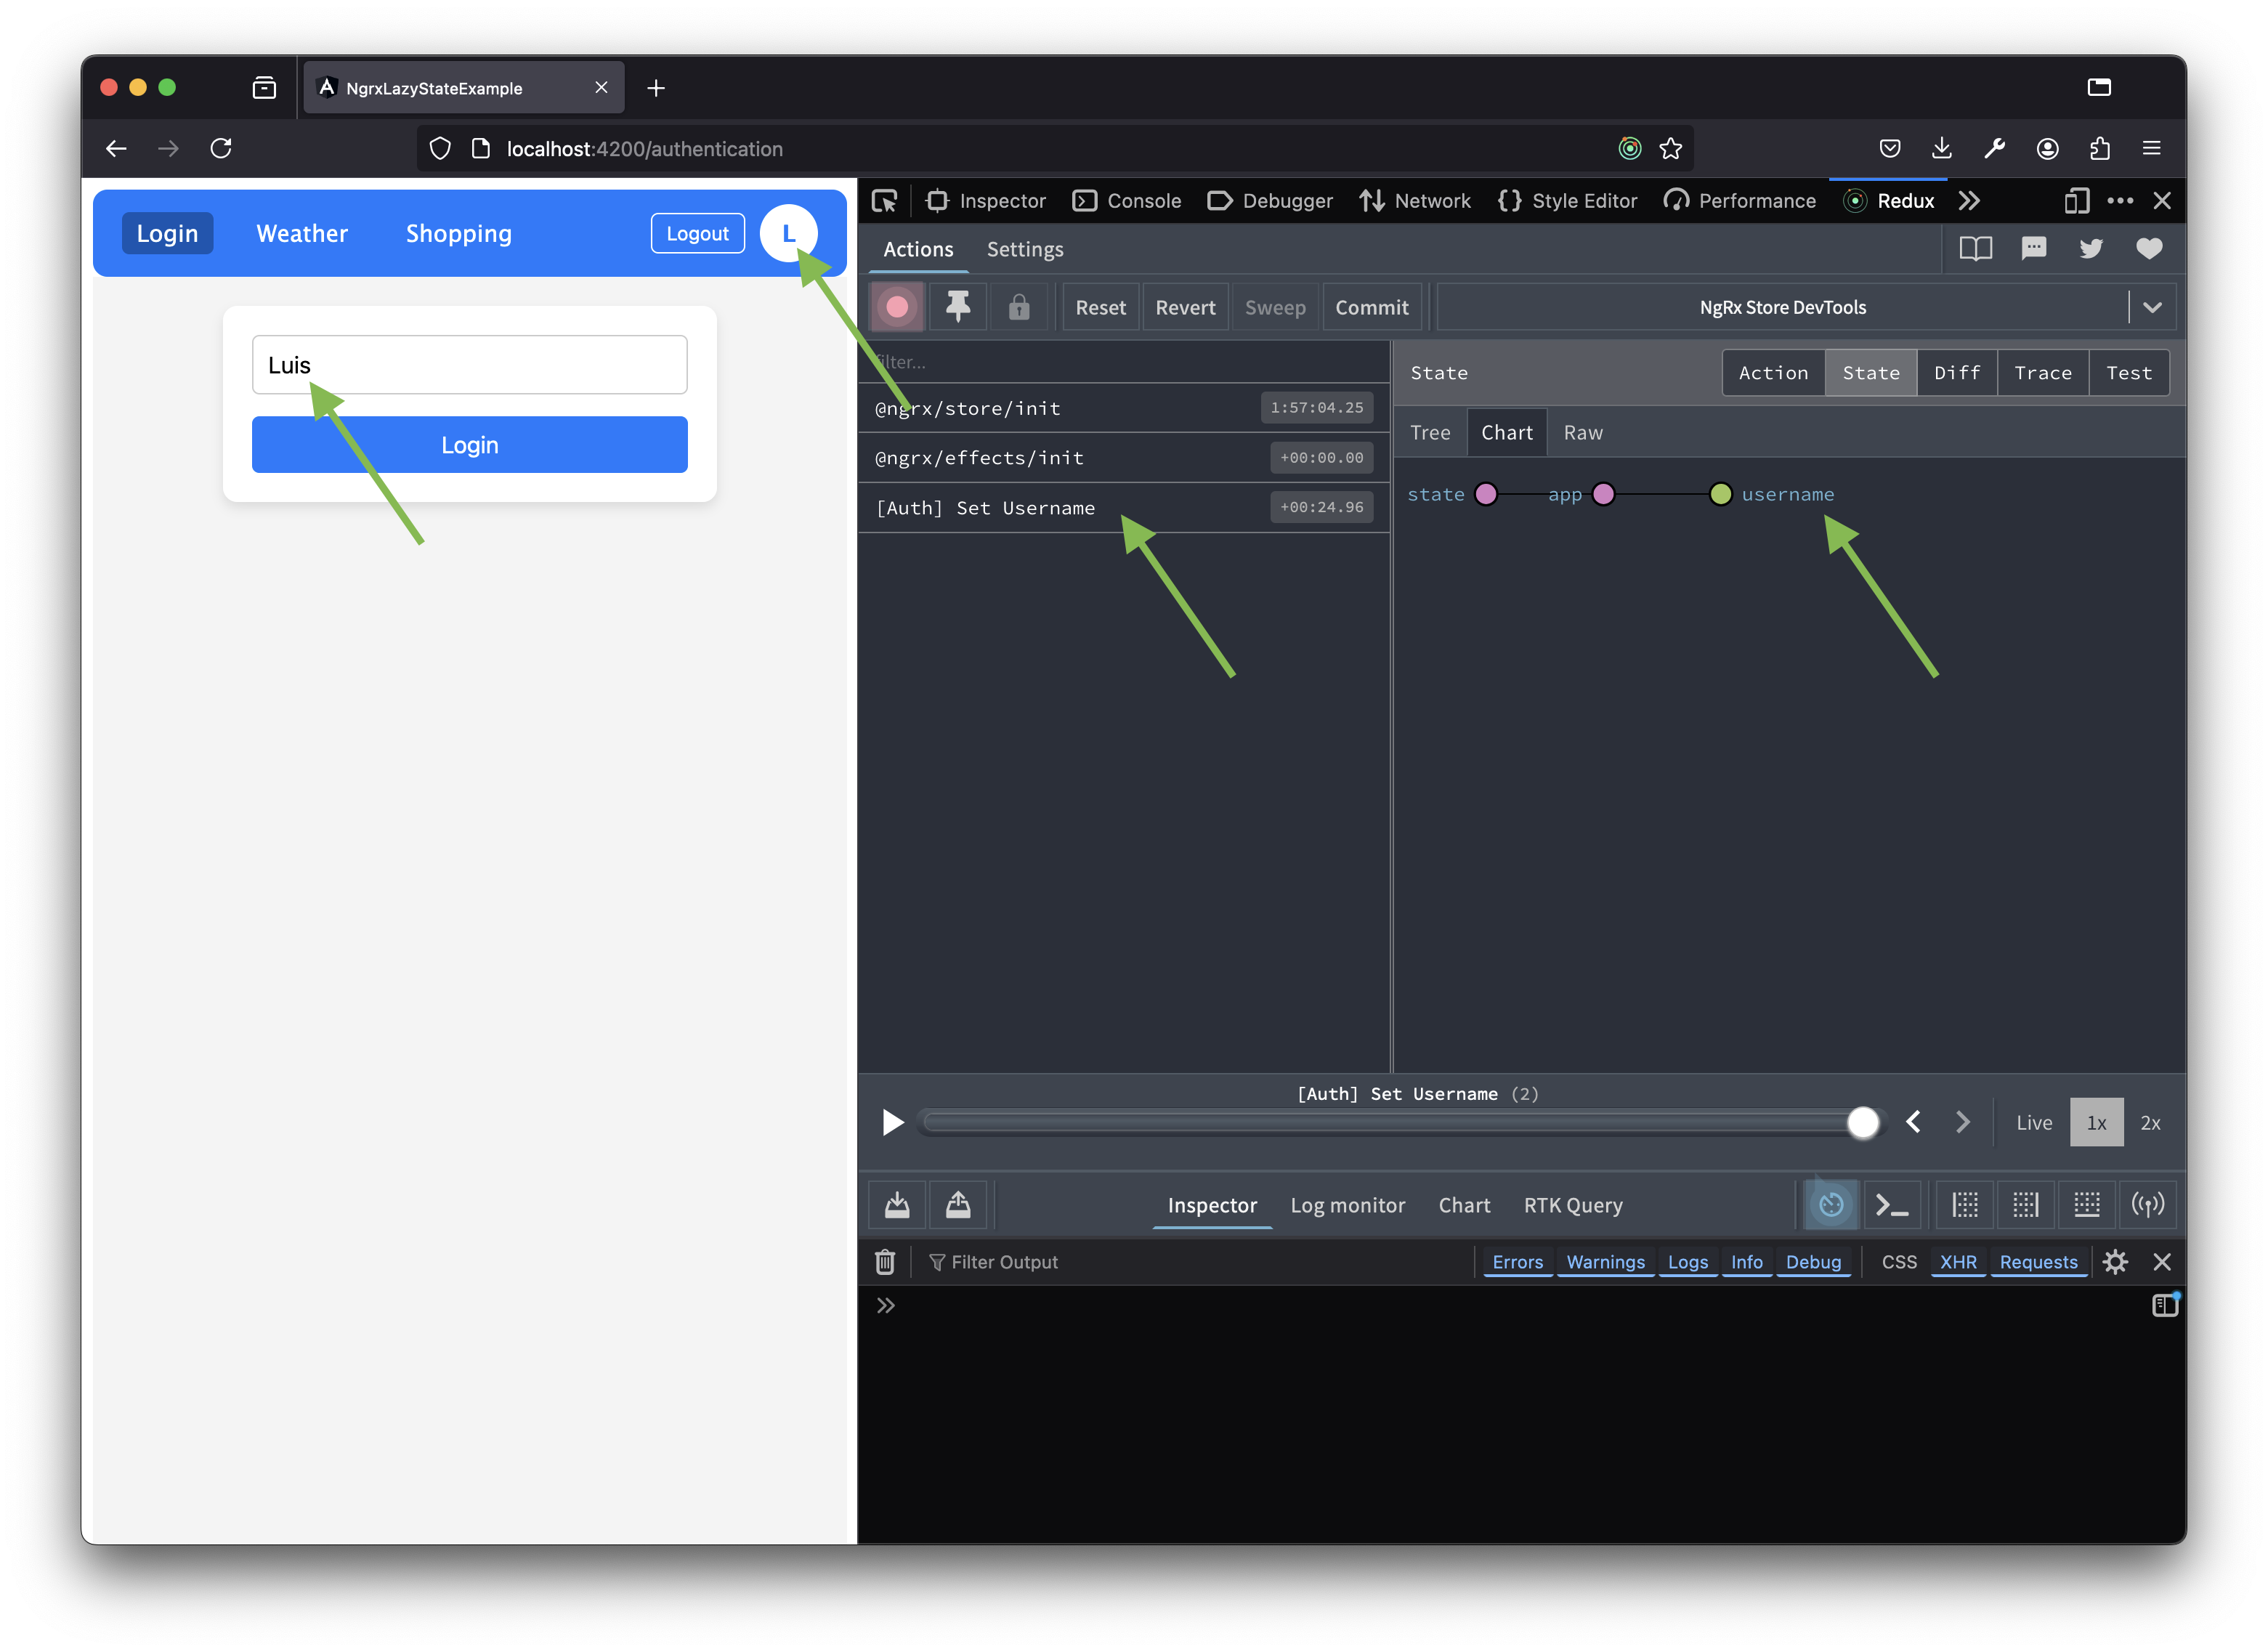 NgrxLazyStateExample
localhost:4200/authentication
Login Weather Shopping Logout L
Luis
Login
Inspector Console Debugger Network Style Editor Performance Redux
Actions Settings
Reset Revert Sweep Commit NgRx Store DevTools
filter...
@ngrx/store/init 1:57:04.25
@ngrx/effects/init +00:00.00
[Auth] Set Username +00:24.96
State Action State Diff Trace Test
Tree Chart Raw
state app username
[Auth] Set Username (2)
Live 1x 2x
Inspector Log monitor Chart RTK Query
Filter Output Errors Warnings Logs Info Debug CSS XHR Requests